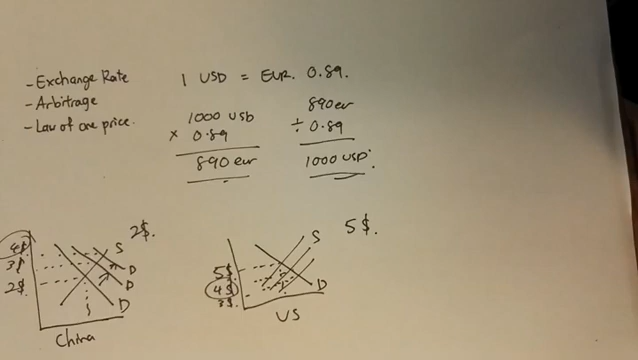 - Exchange Rate
- Arbitrage
- Law of one price.
1 USD = EUR. 0.89.
1000 USD
× 0.89
890 eur
890 eur
÷ 0.89
1000 USD
2$.
4$
3$
2$
S
D
D
D
China
5$.
5$
4$
3$
S
D
US